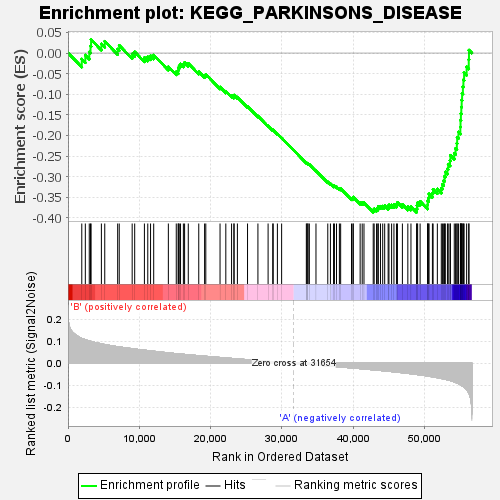 Enrichment plot: KEGG_PARKINSONS_DISEASE
Enrichment score (ES)
0.05
0.00
-0.05
-0.10
-0.15
-0.20
-0.25
-0.30
-0.35
-0.40
'B' (positively correlated)
Ranked list metric (Signal2Noise)
0.2
0.1
0.0
-0.1
-0.2
Zero cross at 31654
'A' (negatively correlated)
0 10,000 20,000 30,000 40,000 50,000
Rank in Ordered Dataset
Enrichment profile Hits Ranking metric scores